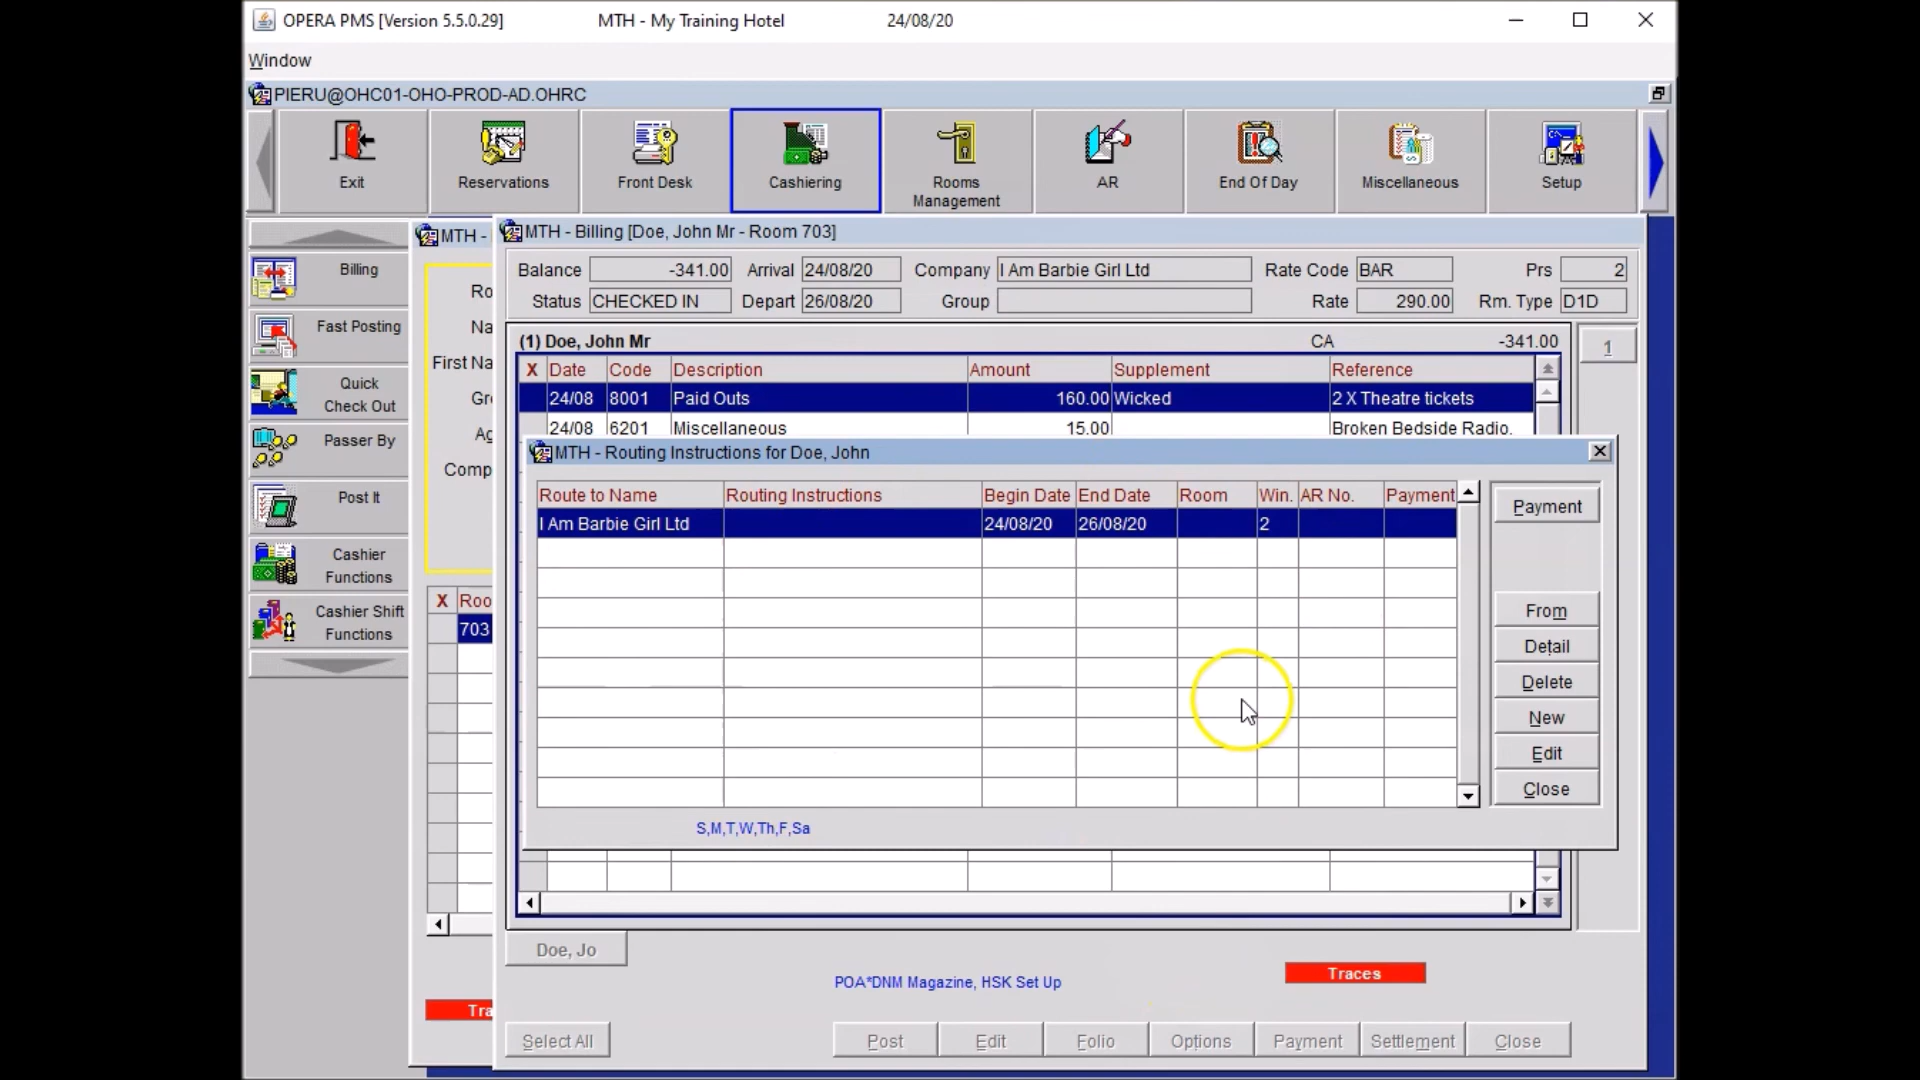 OPERA PMS [Version 5.5.0.29] MTH - My Training Hotel 24/08/20
Window
PIERU@OHC01-OHO-PROD-AD.OHRC
Exit Reservations Front Desk Cashiering Rooms Management AR End Of Day Miscellaneous Setup
Billing
Fast Posting
Quick Check Out
Passer By
Post It
Cashier Functions
Cashier Shift Functions
MTH -
Ro
Na
First Na
Gr
Ag
Comp
X Roo
703
Tra
MTH - Billing [Doe, John Mr - Room 703]
Balance -341.00 Arrival 24/08/20 Company I Am Barbie Girl Ltd Rate Code BAR Prs 2
Status CHECKED IN Depart 26/08/20 Group Rate 290.00 Rm. Type D1D
(1) Doe, John Mr CA -341.00 1
X Date Code Description Amount Supplement Reference
24/08 8001 Paid Outs 160.00 Wicked 2 X Theatre tickets
24/08 6201 Miscellaneous 15.00 Broken Bedside Radio.
MTH - Routing Instructions for Doe, John
Route to Name Routing Instructions Begin Date End Date Room Win. AR No. Payment
I Am Barbie Girl Ltd 24/08/20 26/08/20 2
Payment
From
Detail
Delete
New
Edit
Close
S,M,T,W,Th,F,Sa
Doe, Jo
POA*DNM Magazine, HSK Set Up
Traces
Select All Post Edit Folio Options Payment Settlement Close